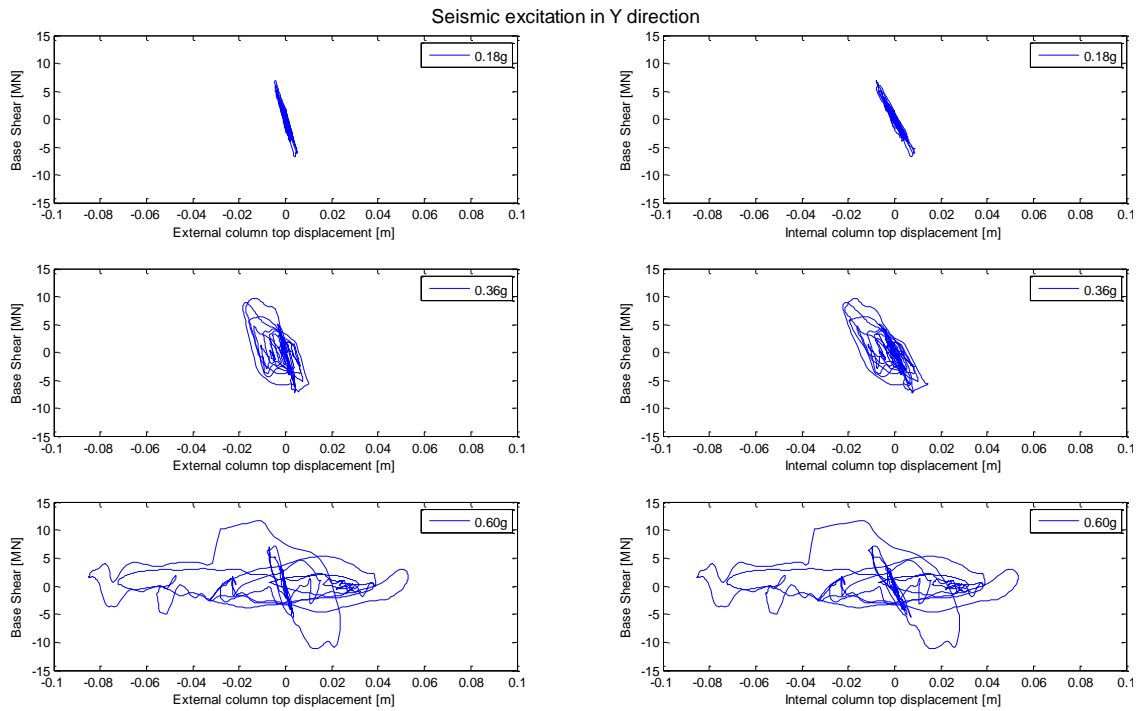 Seismic excitation in Y direction
15
10
5
0
-5
-10
-15
Base Shear [MN]
-0.1 -0.08 -0.06 -0.04 -0.02 0 0.02 0.04 0.06 0.08 0.1
External column top displacement [m]
0.18g
15
10
5
0
-5
-10
-15
Base Shear [MN]
-0.1 -0.08 -0.06 -0.04 -0.02 0 0.02 0.04 0.06 0.08 0.1
Internal column top displacement [m]
0.18g
15
10
5
0
-5
-10
-15
Base Shear [MN]
-0.1 -0.08 -0.06 -0.04 -0.02 0 0.02 0.04 0.06 0.08 0.1
External column top displacement [m]
0.36g
15
10
5
0
-5
-10
-15
Base Shear [MN]
-0.1 -0.08 -0.06 -0.04 -0.02 0 0.02 0.04 0.06 0.08 0.1
Internal column top displacement [m]
0.36g
15
10
5
0
-5
-10
-15
Base Shear [MN]
-0.1 -0.08 -0.06 -0.04 -0.02 0 0.02 0.04 0.06 0.08 0.1
External column top displacement [m]
0.60g
15
10
5
0
-5
-10
-15
Base Shear [MN]
-0.1 -0.08 -0.06 -0.04 -0.02 0 0.02 0.04 0.06 0.08 0.1
Internal column top displacement [m]
0.60g